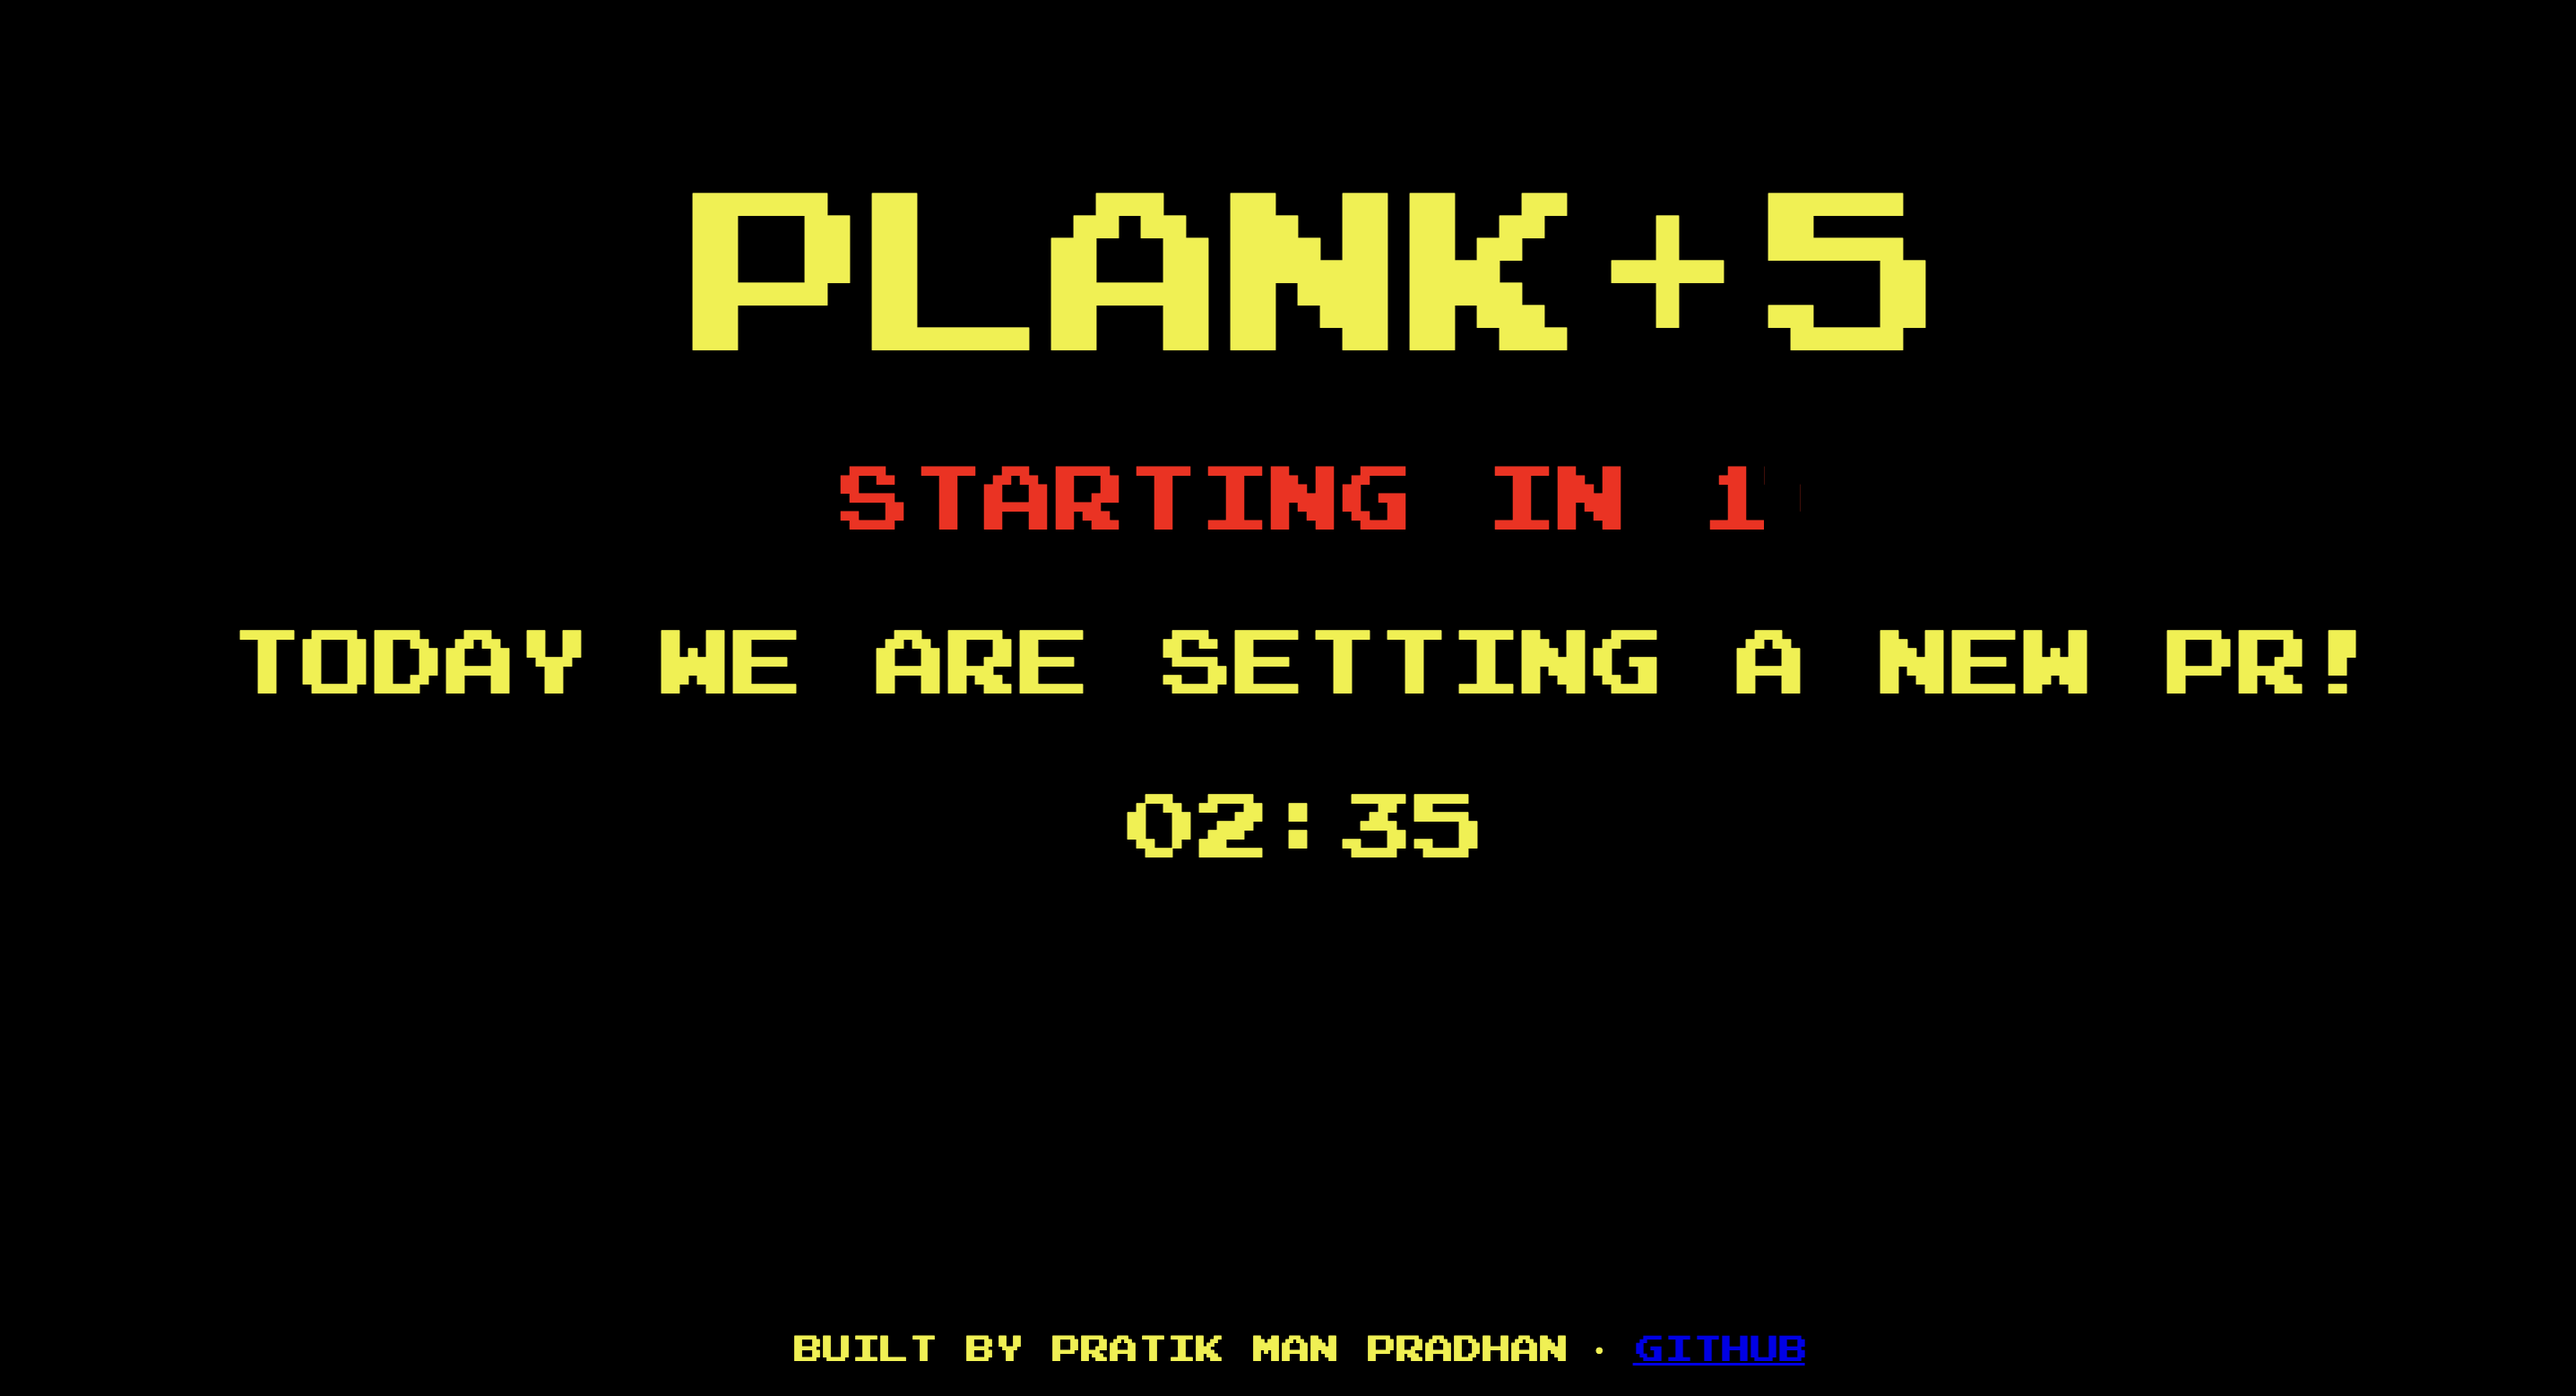 PLANK+5
STARTING IN 1
TODAY WE ARE SETTING A NEW PR!
02:35
BUILT BY PRATIK MAN PRADHAN · GITHUB